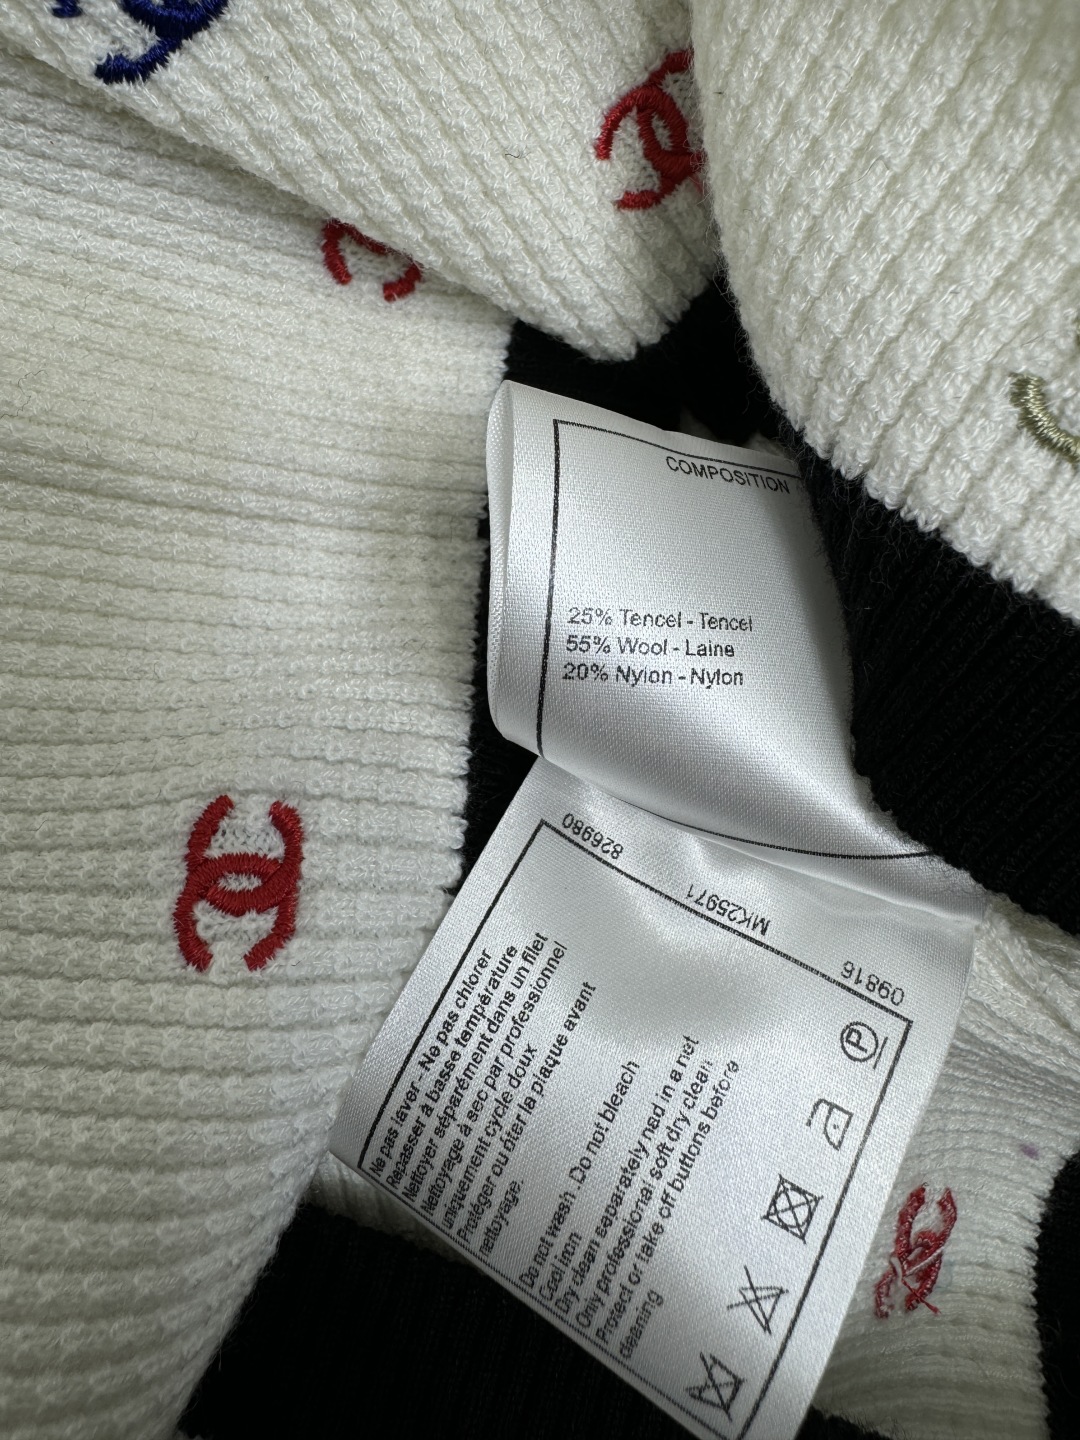 COMPOSITION
25% Tencel - Tencel
55% Wool - Laine
20% Nylon - Nylon
826980
MK25971
09816
Ne pas laver - Ne pas chlorer
Repasser à basse température
Nettoyer séparément dans un filet
Nettoyage à sec par professionnel
uniquement cycle doux
Protéger ou ôter la plaque avant
nettoyage.
Do not wash Do not bleach
Cool iron
Dry clean separately nad in a net
Only professional soft dry clean
Protect or take off buttons before
cleaning
P